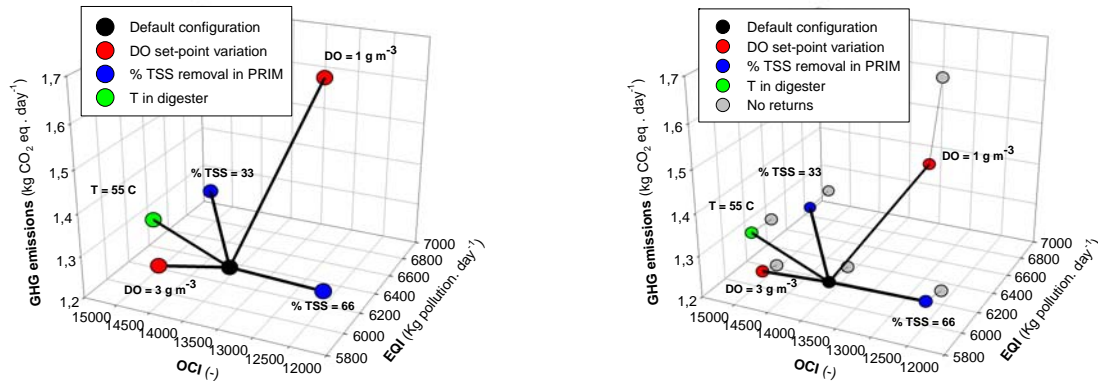 Default configuration
DO set-point variation
% TSS removal in PRIM
T in digester
DO = 1 g m-3
% TSS = 33
T = 55 C
DO = 3 g m-3
% TSS = 66
GHG emissions (kg CO2 eq . day-1)
1,7
1,6
1,5
1,4
1,3
1,2
15000
14500
14000
13500
13000
12500
12000
OCI (-)
5800
6000
6200
6400
6600
6800
7000
EQI (Kg pollution. day-1)
Default configuration
DO set-point variation
% TSS removal in PRIM
T in digester
No returns
DO = 1 g m-3
% TSS = 33
T = 55 C
DO = 3 g m-3
% TSS = 66
GHG emissions (kg CO2 eq . day-1)
1,7
1,6
1,5
1,4
1,3
1,2
15000
14500
14000
13500
13000
12500
12000
OCI (-)
5800
6000
6200
6400
6600
6800
7000
EQI (Kg pollution. day-1)